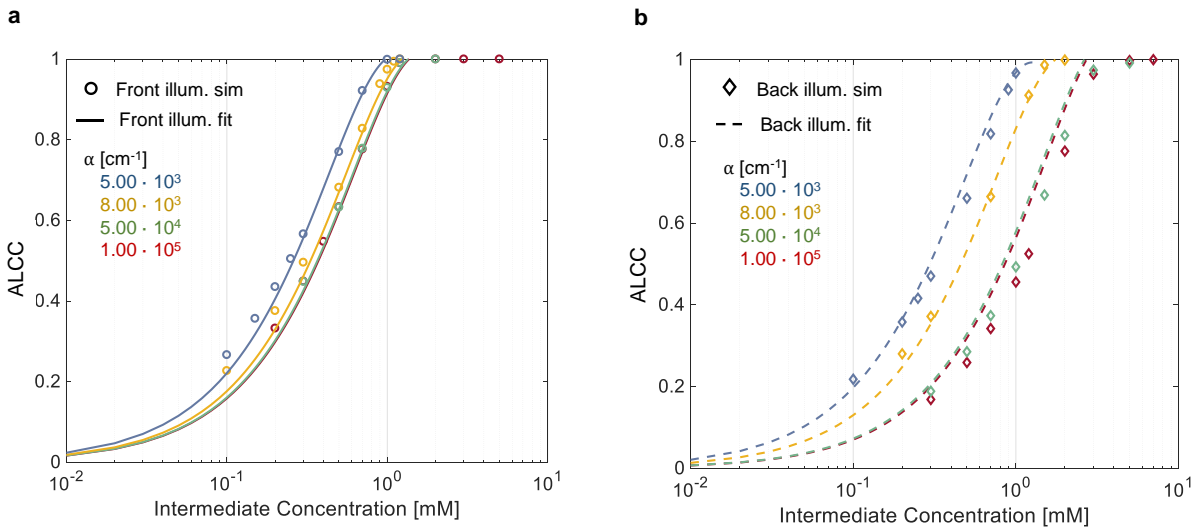 a
1
0.8
0.6
0.4
0.2
0
ALCC
Front illum. sim
Front illum. fit
α [cm⁻¹]
5.00 · 10³
8.00 · 10³
5.00 · 10⁴
1.00 · 10⁵
10⁻² 10⁻¹ 10⁰ 10¹
Intermediate Concentration [mM]
b
1
0.8
0.6
0.4
0.2
0
ALCC
Back illum. sim
Back illum. fit
α [cm⁻¹]
5.00 · 10³
8.00 · 10³
5.00 · 10⁴
1.00 · 10⁵
10⁻² 10⁻¹ 10⁰ 10¹
Intermediate Concentration [mM]